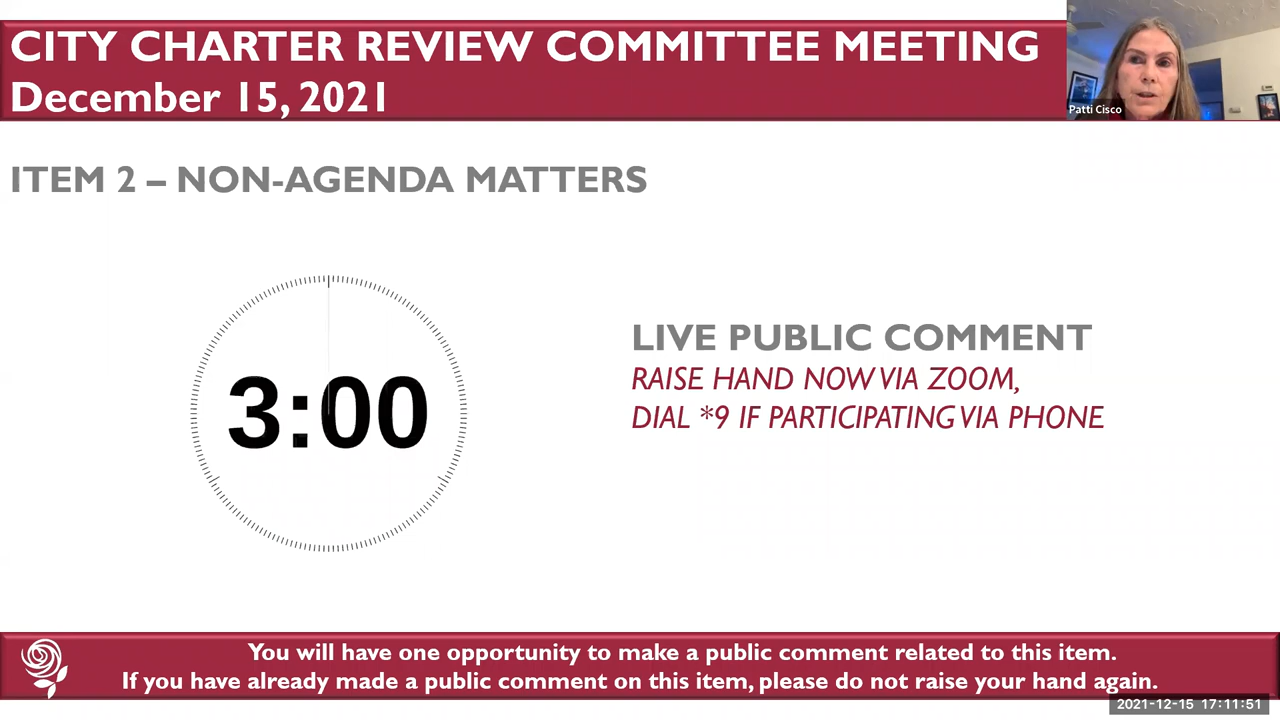 CITY CHARTER REVIEW COMMITTEE MEETING
December 15, 2021
Patti Cisco
ITEM 2 – NON-AGENDA MATTERS
3:00
LIVE PUBLIC COMMENT
RAISE HAND NOW VIA ZOOM,
DIAL *9 IF PARTICIPATING VIA PHONE
You will have one opportunity to make a public comment related to this item.
If you have already made a public comment on this item, please do not raise your hand again.
2021-12-15 17:11:51